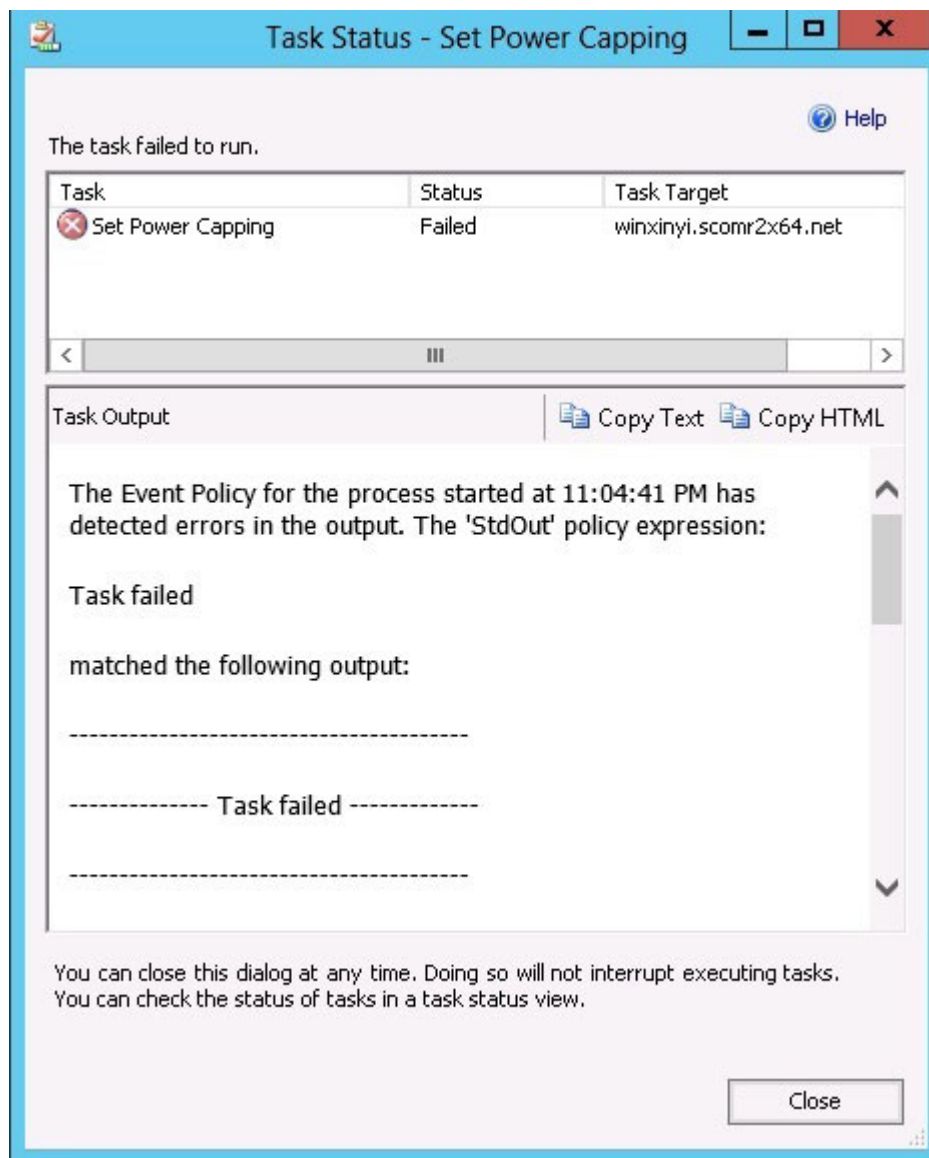 Task Status - Set Power Capping
Help
The task failed to run.
Task Status Task Target
Set Power Capping Failed winxinyi.scomr2x64.net
Task Output Copy Text Copy HTML
The Event Policy for the process started at 11:04:41 PM has
detected errors in the output. The 'StdOut' policy expression:
Task failed
matched the following output:
----------------------------------------
-------------- Task failed -------------
----------------------------------------
You can close this dialog at any time. Doing so will not interrupt executing tasks.
You can check the status of tasks in a task status view.
Close